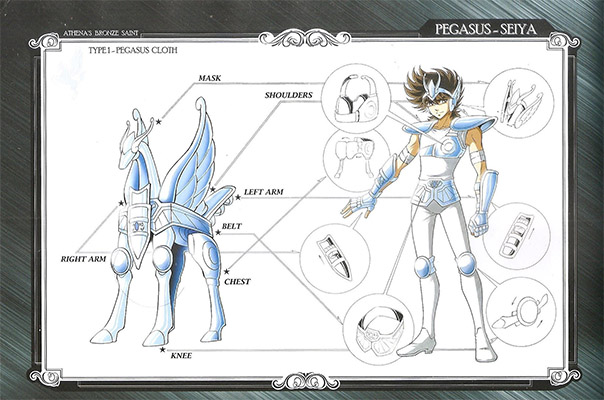 ATHENA'S BRONZE SAINT
PEGASUS - SEIYA
TYPE 1 - PEGASUS CLOTH
MASK
SHOULDERS
LEFT ARM
BELT
RIGHT ARM
CHEST
KNEE